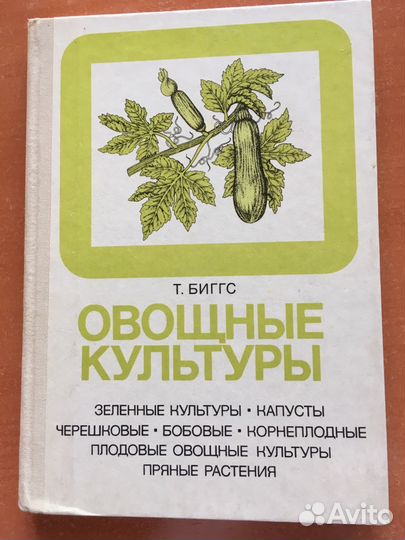 Т. БИГГС
ОВОЩНЫЕ
КУЛЬТУРЫ
ЗЕЛЕННЫЕ КУЛЬТУРЫ • КАПУСТЫ
ЧЕРЕШКОВЫЕ • БОБОВЫЕ • КОРНЕПЛОДНЫЕ
ПЛОДОВЫЕ ОВОЩНЫЕ КУЛЬТУРЫ
ПРЯНЫЕ РАСТЕНИЯ
Avito